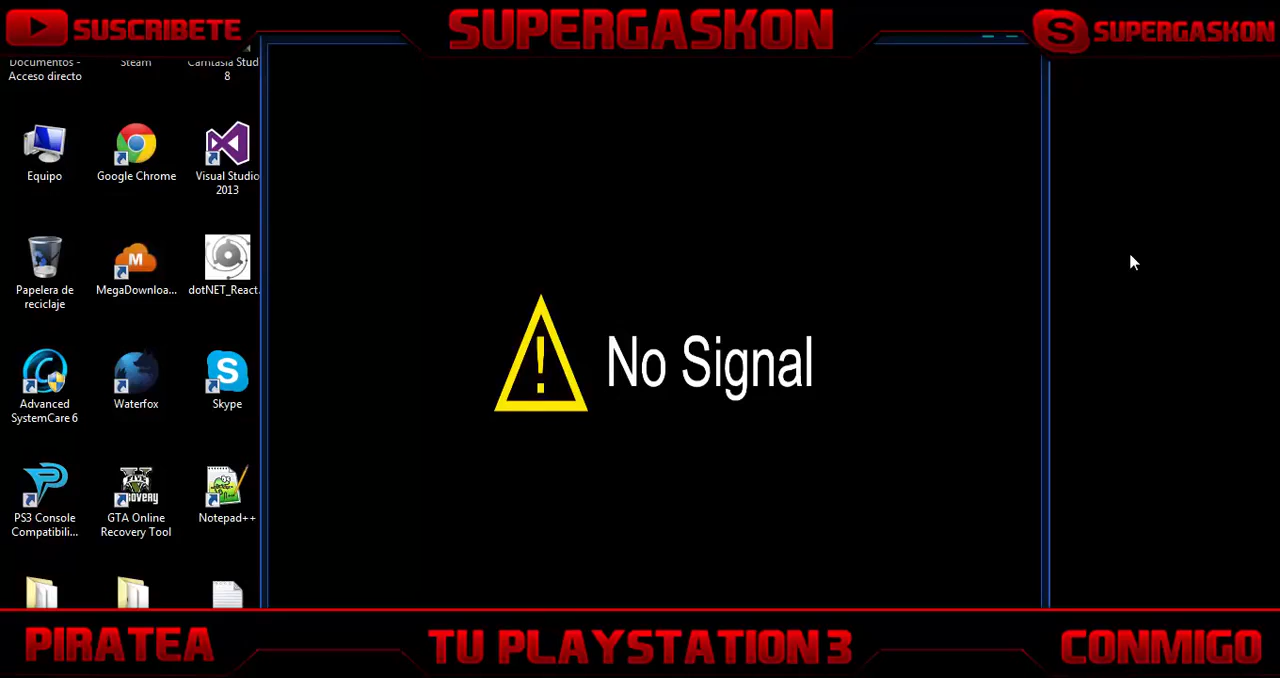 SUSCRIBETE
SUPERGASKON
SUPERGASKON
Documentos -
Acceso directo
Steam
Camtasia Stud
8
Equipo
Google Chrome
Visual Studio
2013
Papelera de
reciclaje
MegaDownloa...
dotNET_React.
Advanced
SystemCare 6
Waterfox
Skype
PS3 Console
Compatibili...
GTA Online
Recovery Tool
Notepad++
No Signal
PIRATEA
TU PLAYSTATION 3
CONMIGO